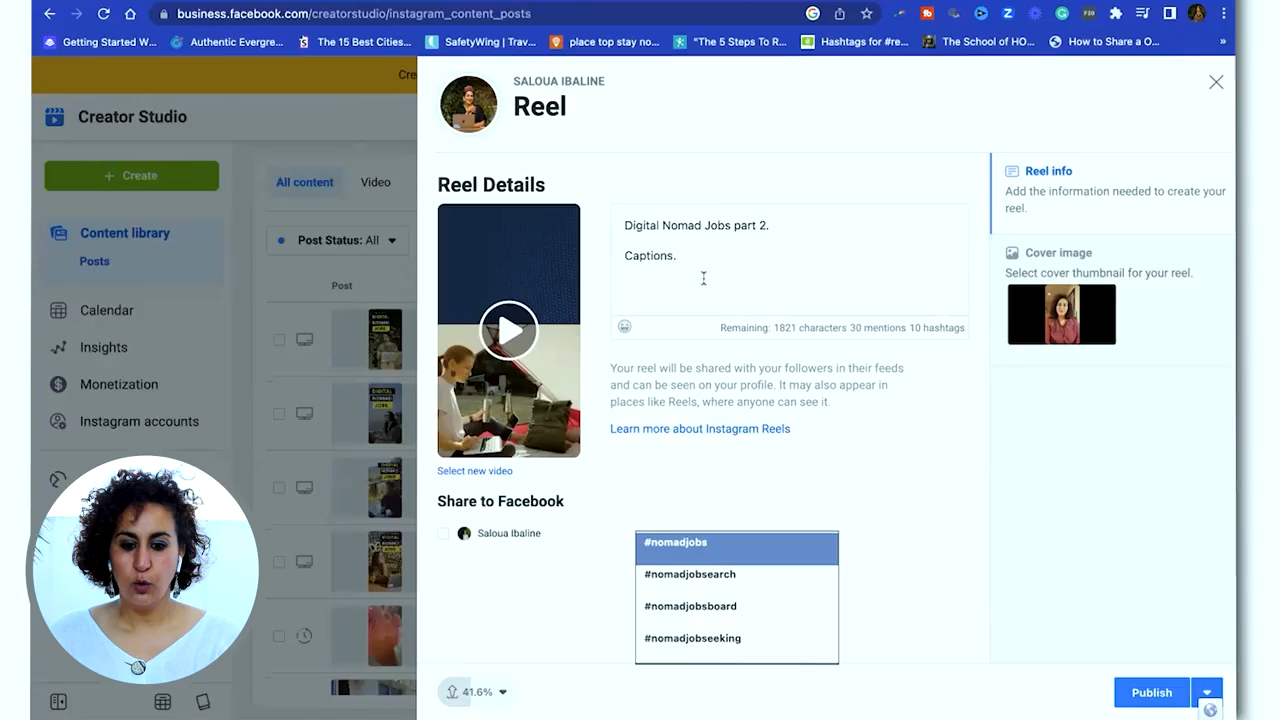 business.facebook.com/creatorstudio/instagram_content_posts
Getting Started W...
Authentic Evergre...
The 15 Best Cities...
SafetyWing | Trav...
place top stay no...
"The 5 Steps To R...
Hashtags for #re...
The School of HO...
How to Share a O...
»
Cre
SALOUA IBALINE
Reel
Creator Studio
+ Create
All content
Video
Content library
Posts
Post Status: All
Post
Calendar
Insights
Monetization
Instagram accounts
Reel Details
Digital Nomad Jobs part 2.
Captions.
Remaining: 1821 characters 30 mentions 10 hashtags
Your reel will be shared with your followers in their feeds
and can be seen on your profile. It may also appear in
places like Reels, where anyone can see it.
Learn more about Instagram Reels
Select new video
Share to Facebook
Saloua Ibaline
#nomadjobs
#nomadjobsearch
#nomadjobsboard
#nomadjobseeking
41.6%
Publish
Reel info
Add the information needed to create your
reel.
Cover image
Select cover thumbnail for your reel.